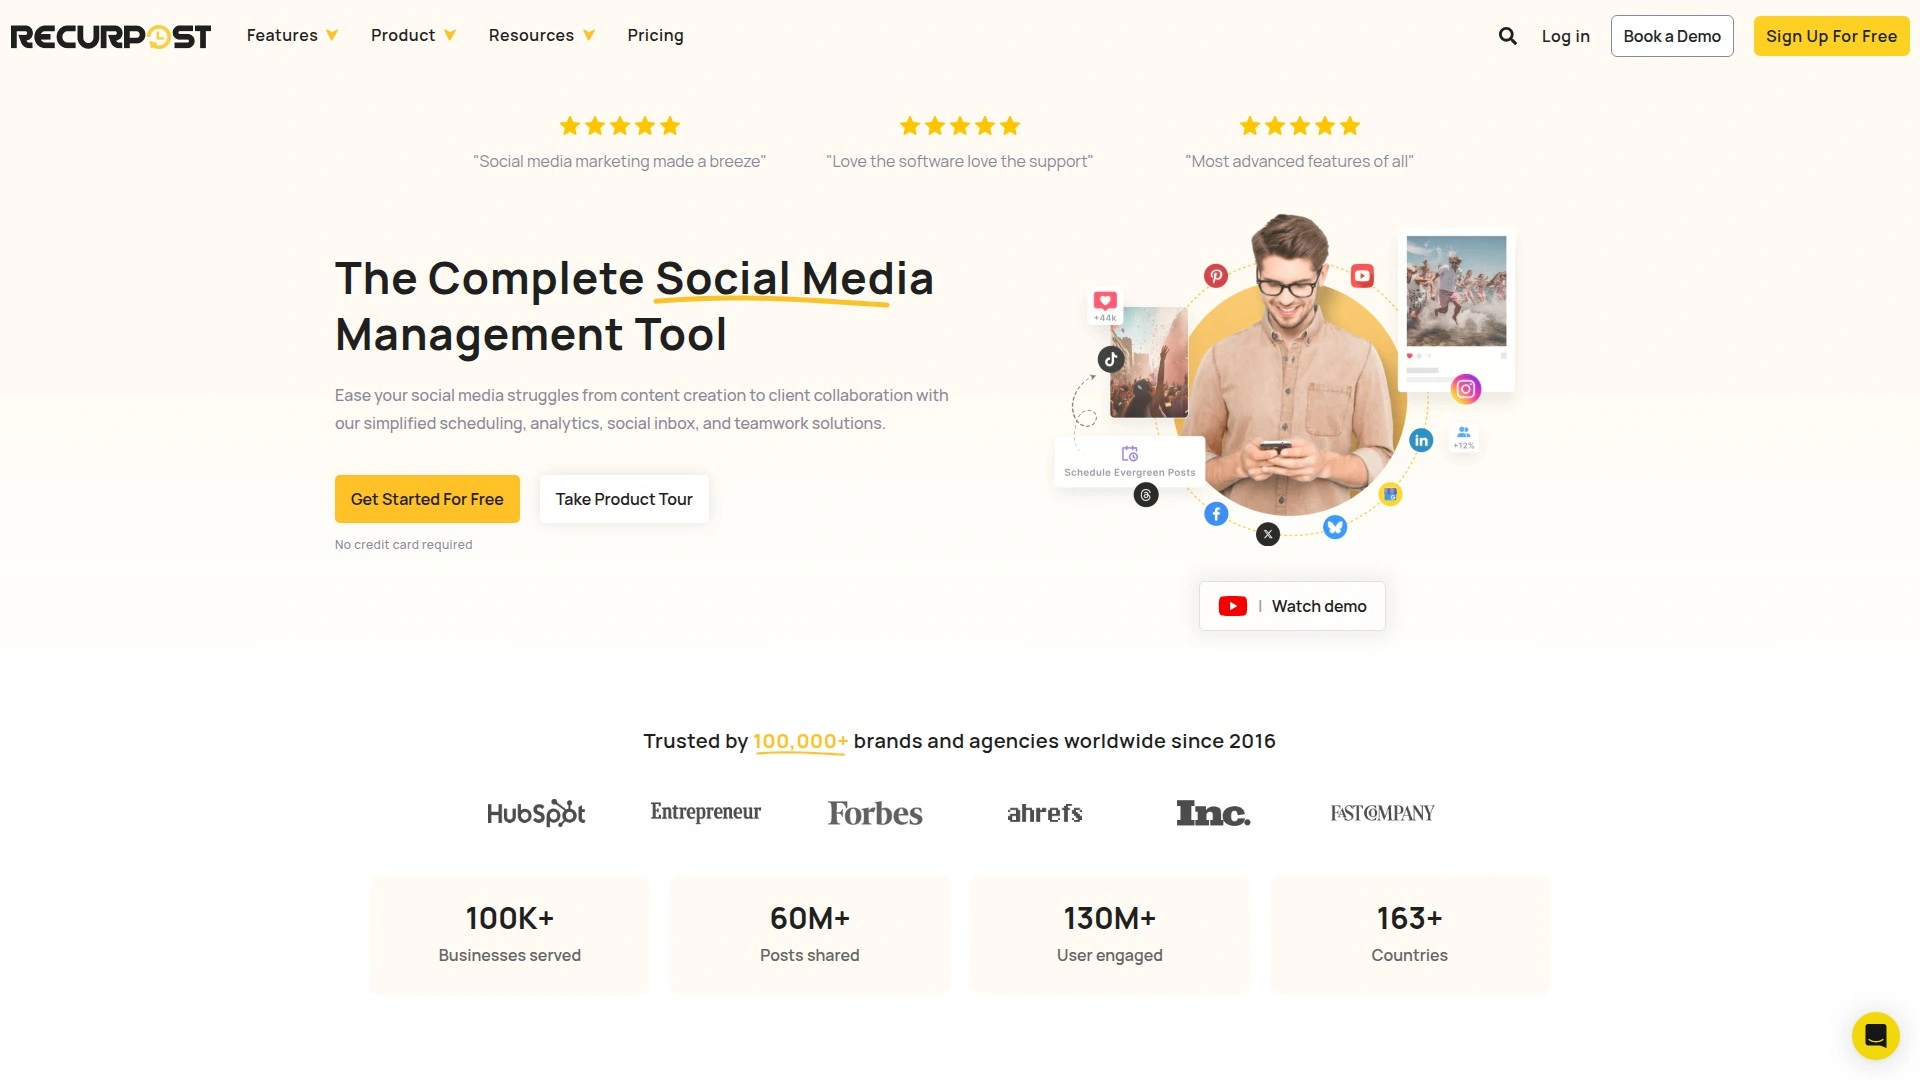 RECURPOST
Features
Product
Resources
Pricing
Log in
Book a Demo
Sign Up For Free
"Social media marketing made a breeze"
"Love the software love the support"
"Most advanced features of all"
The Complete Social Media
Management Tool
Ease your social media struggles from content creation to client collaboration with
our simplified scheduling, analytics, social inbox, and teamwork solutions.
Get Started For Free
Take Product Tour
No credit card required
+44k
Schedule Evergreen Posts
in
+12%
| Watch demo
Trusted by 100,000+ brands and agencies worldwide since 2016
HubSpot
Entrepreneur
Forbes
ahrefs
Inc.
FAST COMPANY
100K+
Businesses served
60M+
Posts shared
130M+
User engaged
163+
Countries